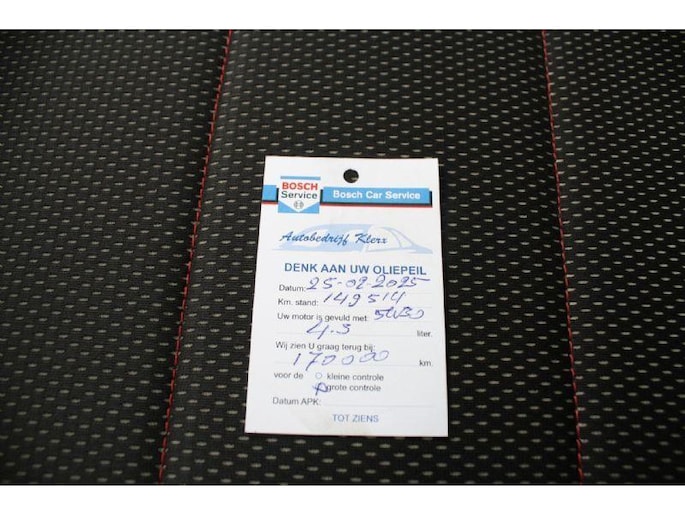 BOSCH
Service
Bosch Car Service
Autobedrijf Klerx
DENK AAN UW OLIEPEIL
Datum: 25-02-2025
Km. stand: 149514
Uw motor is gevuld met: 5W30
4.3 liter.
Wij zien U graag terug bij:
170000 km.
voor de O kleine controle
grote controle
Datum APK:
TOT ZIENS